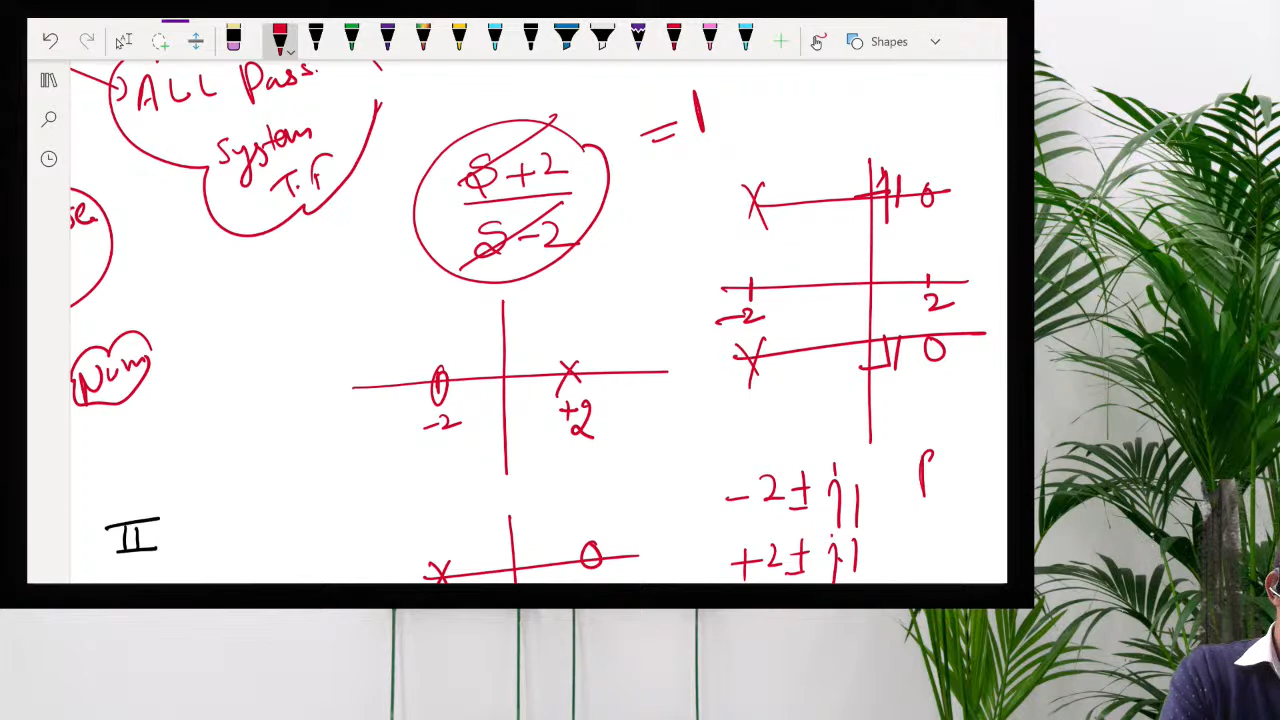 Shapes
ALL Pass.
System
T.F
S+2
S-2
= 1
-2
2
-2
+2
Num
II
-2 ± j1
+2 ± j1